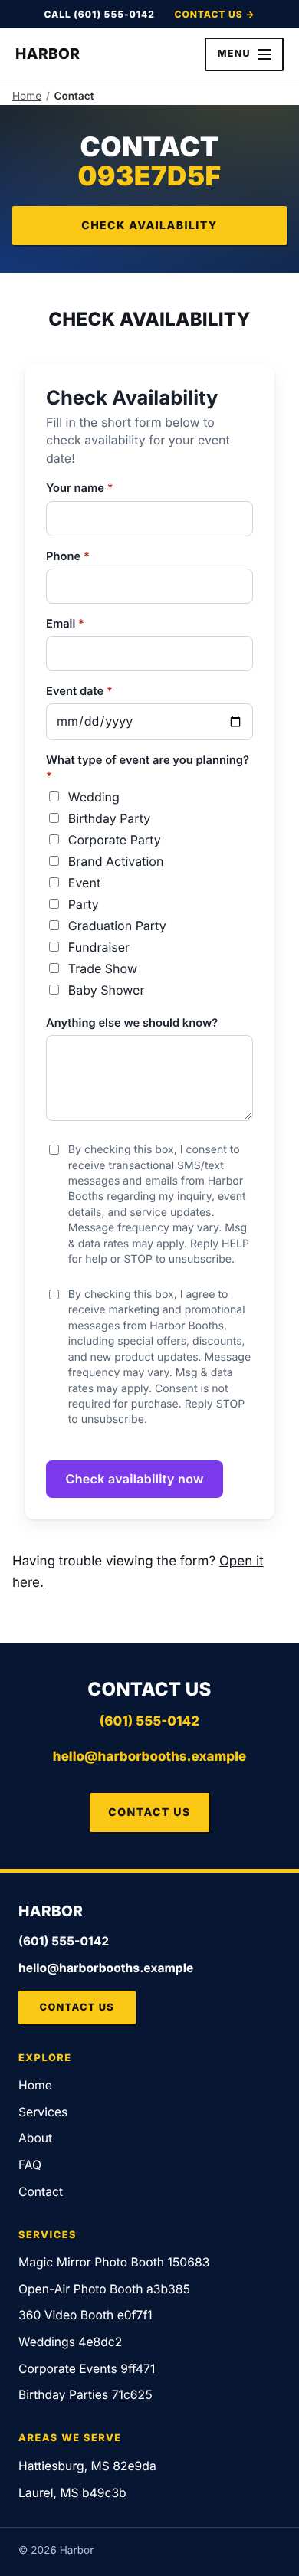 CALL (601) 555-0142 CONTACT US →
HARBOR
MENU
Home / Contact
CONTACT
093E7D5F
CHECK AVAILABILITY
CHECK AVAILABILITY
Check Availability
Fill in the short form below to
check availability for your event
date!
Your name *
Phone *
Email *
Event date *
mm/dd/yyyy
What type of event are you planning?
*
Wedding
Birthday Party
Corporate Party
Brand Activation
Event
Party
Graduation Party
Fundraiser
Trade Show
Baby Shower
Anything else we should know?
By checking this box, I consent to
receive transactional SMS/text
messages and emails from Harbor
Booths regarding my inquiry, event
details, and service updates.
Message frequency may vary. Msg
& data rates may apply. Reply HELP
for help or STOP to unsubscribe.
By checking this box, I agree to
receive marketing and promotional
messages from Harbor Booths,
including special offers, discounts,
and new product updates. Message
frequency may vary. Msg & data
rates may apply. Consent is not
required for purchase. Reply STOP
to unsubscribe.
Check availability now
Having trouble viewing the form? Open it
here.
CONTACT US
(601) 555-0142
hello@harborbooths.example
CONTACT US
HARBOR
(601) 555-0142
hello@harborbooths.example
CONTACT US
EXPLORE
Home
Services
About
FAQ
Contact
SERVICES
Magic Mirror Photo Booth 150683
Open-Air Photo Booth a3b385
360 Video Booth e0f7f1
Weddings 4e8dc2
Corporate Events 9ff471
Birthday Parties 71c625
AREAS WE SERVE
Hattiesburg, MS 82e9da
Laurel, MS b49c3b
© 2026 Harbor